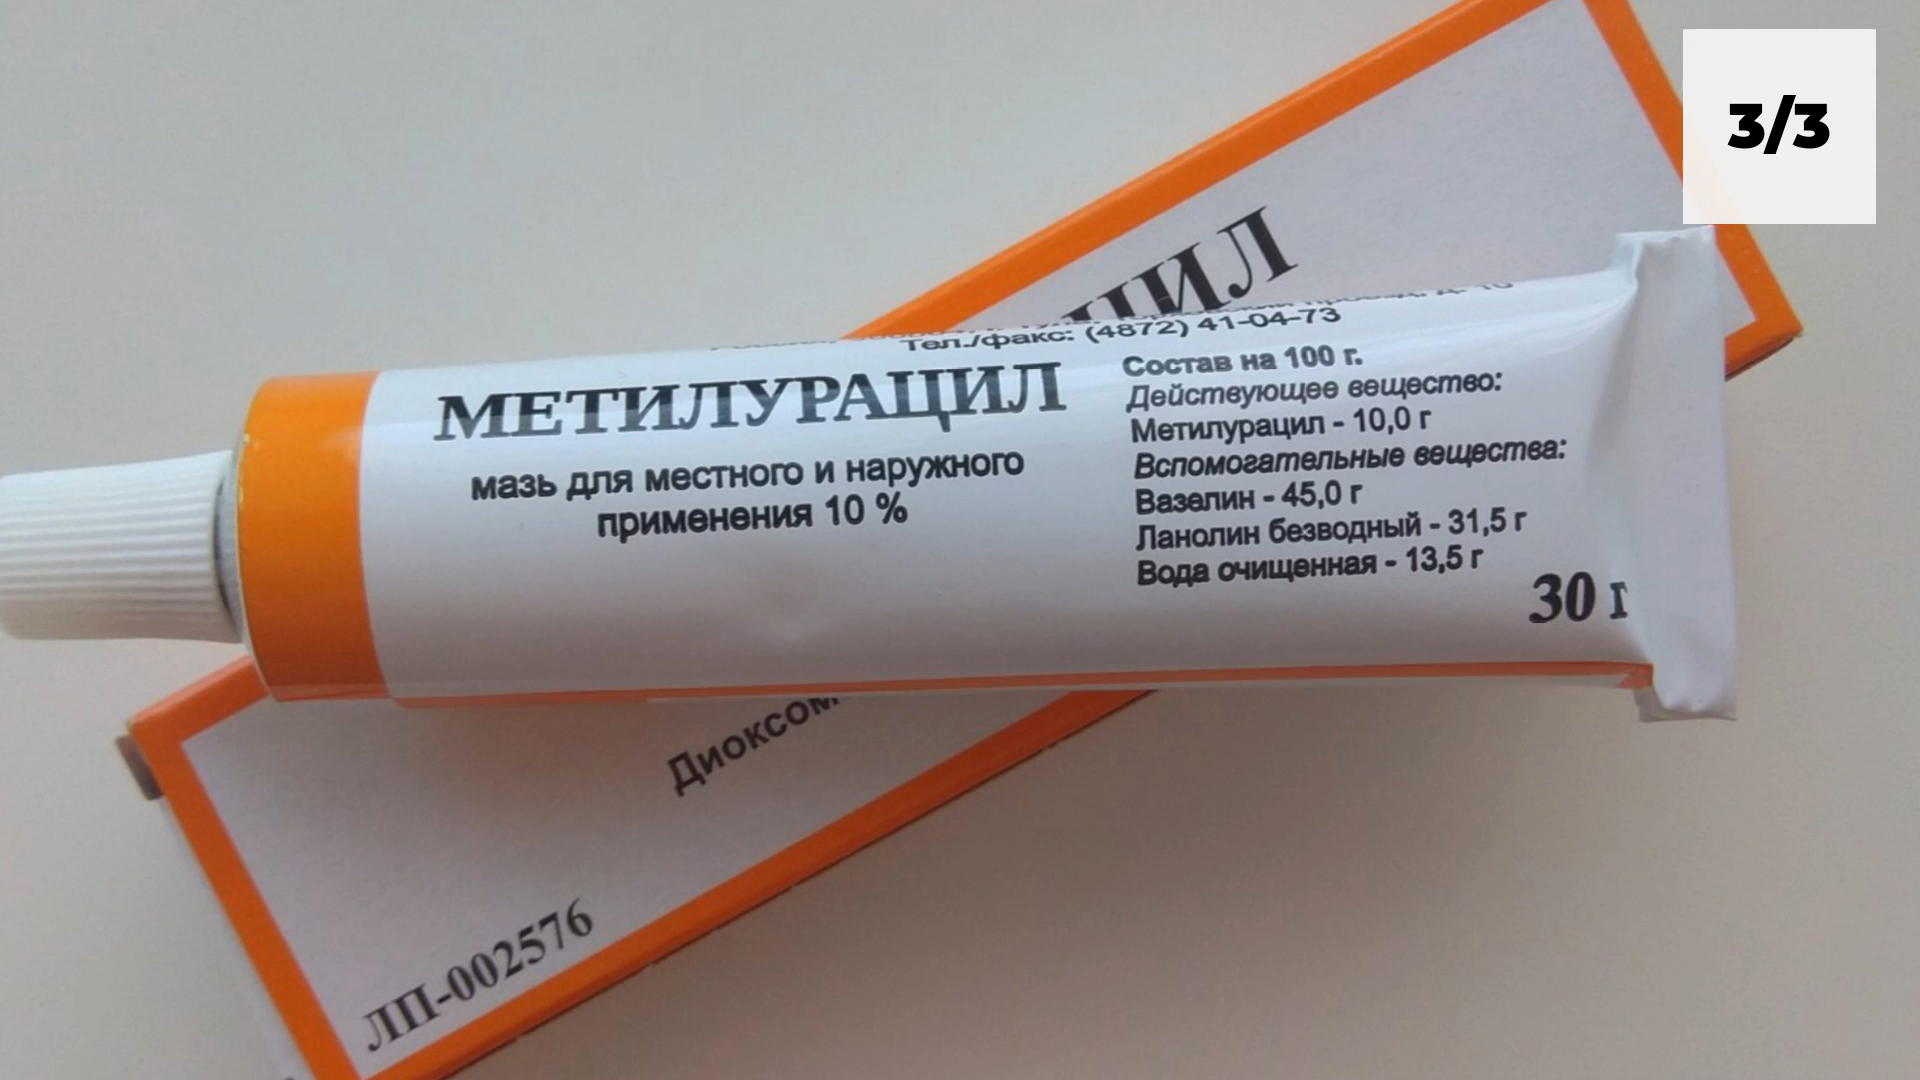 3/3
ЦИЛ
Тел./факс: (4872) 41-04-73
МЕТИЛУРАЦИЛ
мазь для местного и наружного
применения 10 %
Состав на 100 г.
Действующее вещество:
Метилурацил - 10,0 г
Вспомогательные вещества:
Вазелин - 45,0 г
Ланолин безводный - 31,5 г
Вода очищенная - 13,5 г
30 г
Диоксом
ЛП-002576